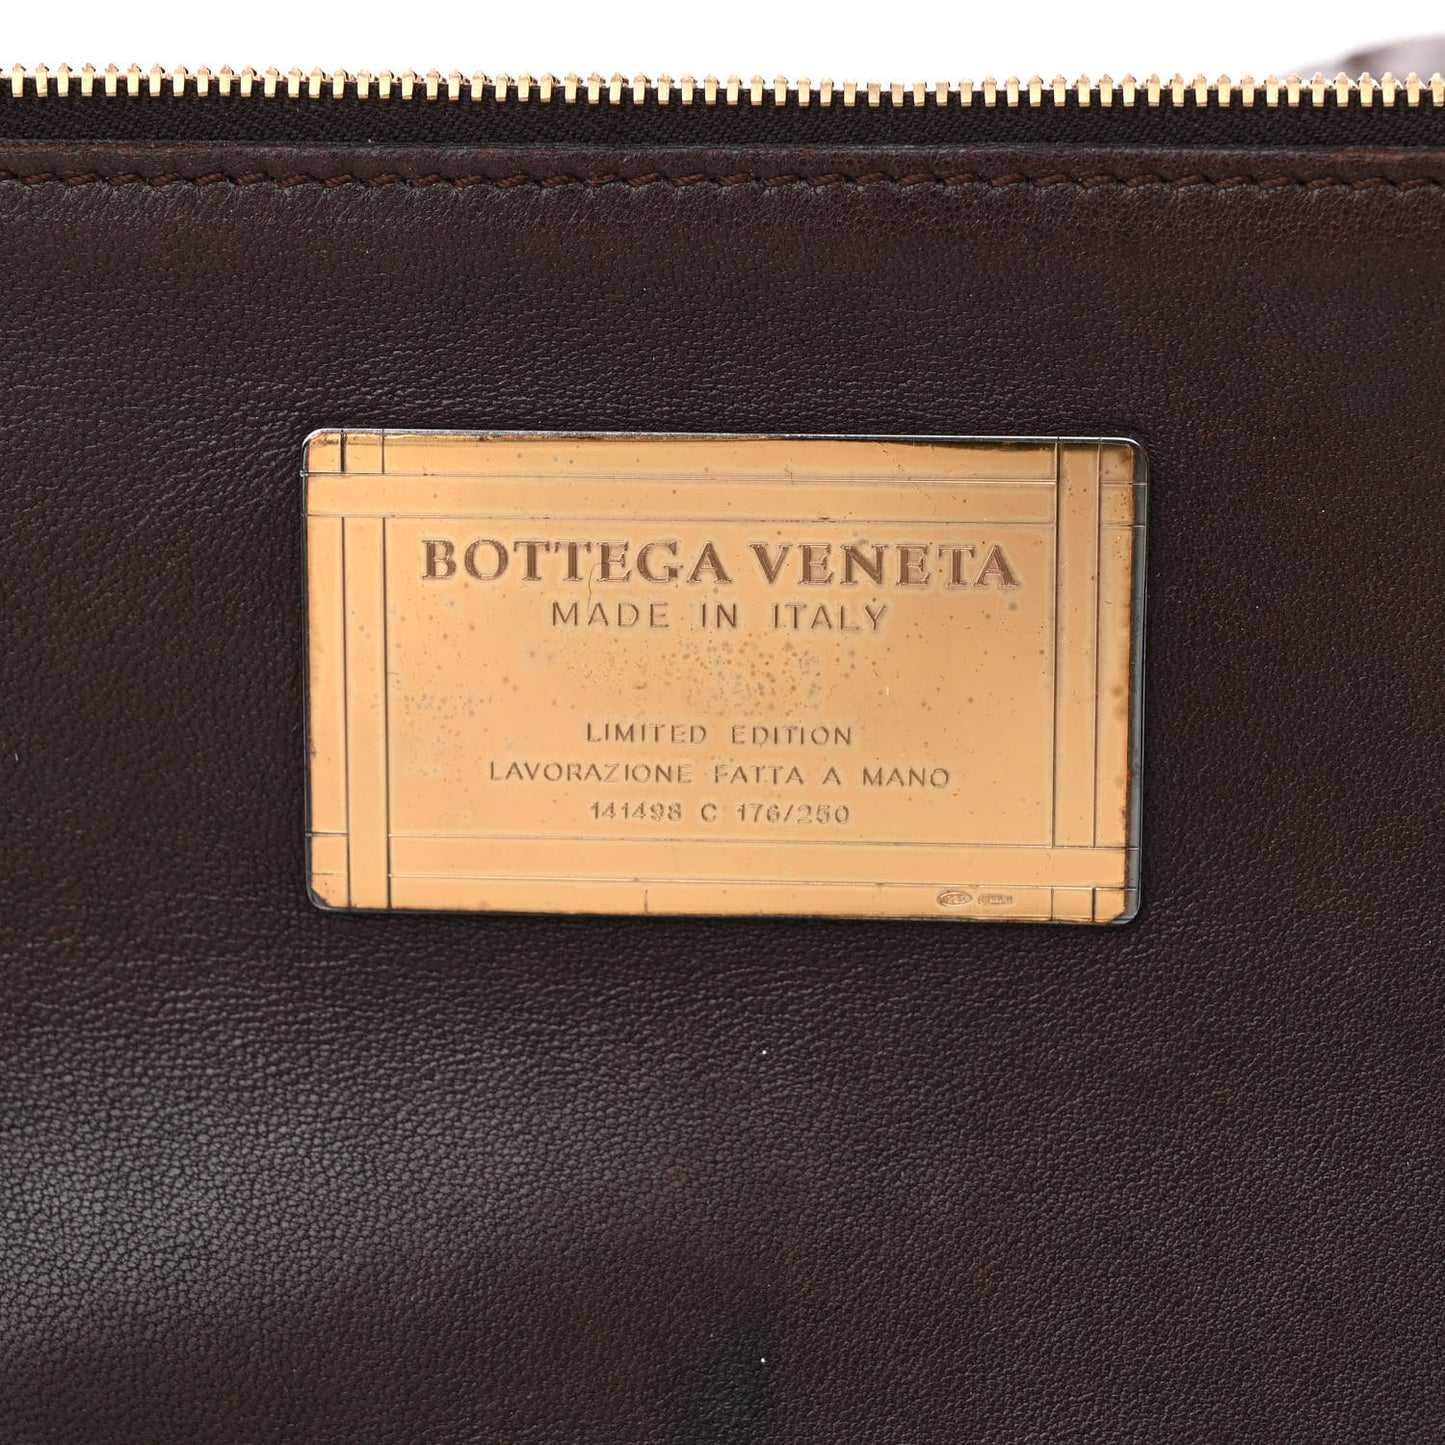 BOTTEGA VENETA
MADE IN ITALY
LIMITED EDITION
LAVORAZIONE FATTA A MANO
141498 C 176/250